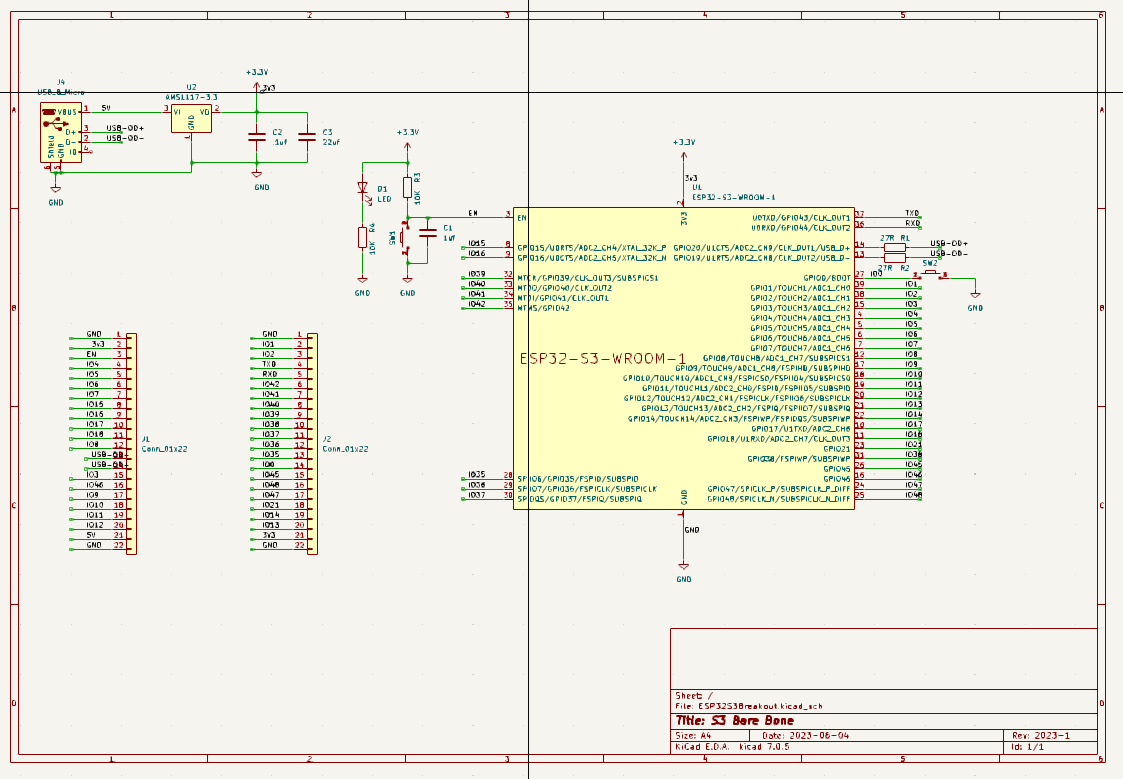 1 2 3 4 5 6
J4
USB_B_Micro
VBUS 1 5V
D+ 3 USB-OD+
D- 2 USB-OD-
ID 4
Shield GND
6 5
GND
U2
AMS1117-3.3
3 VI VO 2
GND
1
+3.3V
3V3
C2
.1uf
C3
22uf
GND
+3.3V
D1
LED
10K R4
GND
10K R3
SW1
C1
1uf
GND
EN
+3.3V
3v3
U1
ESP32-S3-WROOM-1
2
3V3
3 EN
IO15 8 GPIO15/U0RTS/ADC2_CH4/XTAL_32K_P
IO16 9 GPIO16/U0CTS/ADC2_CH5/XTAL_32K_N
IO39 32 MTCK/GPIO39/CLK_OUT3/SUBSPICS1
IO40 33 MTDO/GPIO40/CLK_OUT2
IO41 34 MTDI/GPIO41/CLK_OUT1
IO42 35 MTMS/GPIO42
IO35 28 SPIIO6/GPIO35/FSPID/SUBSPID
IO36 29 SPIIO7/GPIO36/FSPICLK/SUBSPICLK
IO37 30 SPIDQS/GPIO37/FSPIQ/SUBSPIQ
ESP32-S3-WROOM-1
U0TXD/GPIO43/CLK_OUT1 37 TXD
U0RXD/GPIO44/CLK_OUT2 36 RXD
GPIO20/U1CTS/ADC2_CH9/CLK_OUT1/USB_D+ 14 27R R1 USB-OD+
GPIO19/U1RTS/ADC2_CH8/CLK_OUT2/USB_D- 13 27R R2 USB-OD-
GPIO0/BOOT 27 IO0 SW2
GND
GPIO1/TOUCH1/ADC1_CH0 39 IO1
GPIO2/TOUCH2/ADC1_CH1 38 IO2
GPIO3/TOUCH3/ADC1_CH2 15 IO3
GPIO4/TOUCH4/ADC1_CH3 4 IO4
GPIO5/TOUCH5/ADC1_CH4 5 IO5
GPIO6/TOUCH6/ADC1_CH5 6 IO6
GPIO7/TOUCH7/ADC1_CH6 7 IO7
GPIO8/TOUCH8/ADC1_CH7/SUBSPICS1 12 IO8
GPIO9/TOUCH9/ADC1_CH8/FSPIHD/SUBSPIHD 17 IO9
GPIO10/TOUCH10/ADC1_CH9/FSPICS0/FSPIIO4/SUBSPICS0 18 IO10
GPIO11/TOUCH11/ADC2_CH0/FSPID/FSPIIO5/SUBSPID 19 IO11
GPIO12/TOUCH12/ADC2_CH1/FSPICLK/FSPIIO6/SUBSPICLK 20 IO12
GPIO13/TOUCH13/ADC2_CH2/FSPIQ/FSPIIO7/SUBSPIQ 21 IO13
GPIO14/TOUCH14/ADC2_CH3/FSPIWP/FSPIDQS/SUBSPIWP 22 IO14
GPIO17/U1TXD/ADC2_CH6 10 IO17
GPIO18/U1RXD/ADC2_CH7/CLK_OUT3 11 IO18
GPIO21 23 IO21
GPIO38/FSPIWP/SUBSPIWP 31 IO38
GPIO45 26 IO45
GPIO46 16 IO46
GPIO47/SPICLK_P/SUBSPICLK_P_DIFF 24 IO47
GPIO48/SPICLK_N/SUBSPICLK_N_DIFF 25 IO48
GND
1
GND
GND
GND 1
3v3 2
EN 3
IO4 4
IO5 5
IO6 6
IO7 7
IO15 8
IO16 9
IO17 10
IO18 11
IO8 12
USB-OD-
USB-OD+
IO3 15
IO46 16
IO9 17
IO10 18
IO11 19
IO12 20
5V 21
GND 22
J1
Conn_01x22
GND 1
IO1 2
IO2 3
TXD 4
RXD 5
IO42 6
IO41 7
IO40 8
IO39 9
IO38 10
IO37 11
IO36 12
IO35 13
IO0 14
IO45 15
IO48 16
IO47 17
IO21 18
IO14 19
IO13 20
3V3 21
GND 22
J2
Conn_01x22
A A
B B
C C
D D
Sheet: /
File: ESP32S3Breakout.kicad_sch
Title: S3 Bare Bone
Size: A4 Date: 2023-06-04 Rev: 2023-1
KiCad E.D.A. kicad 7.0.5 Id: 1/1
1 2 3 4 5 6